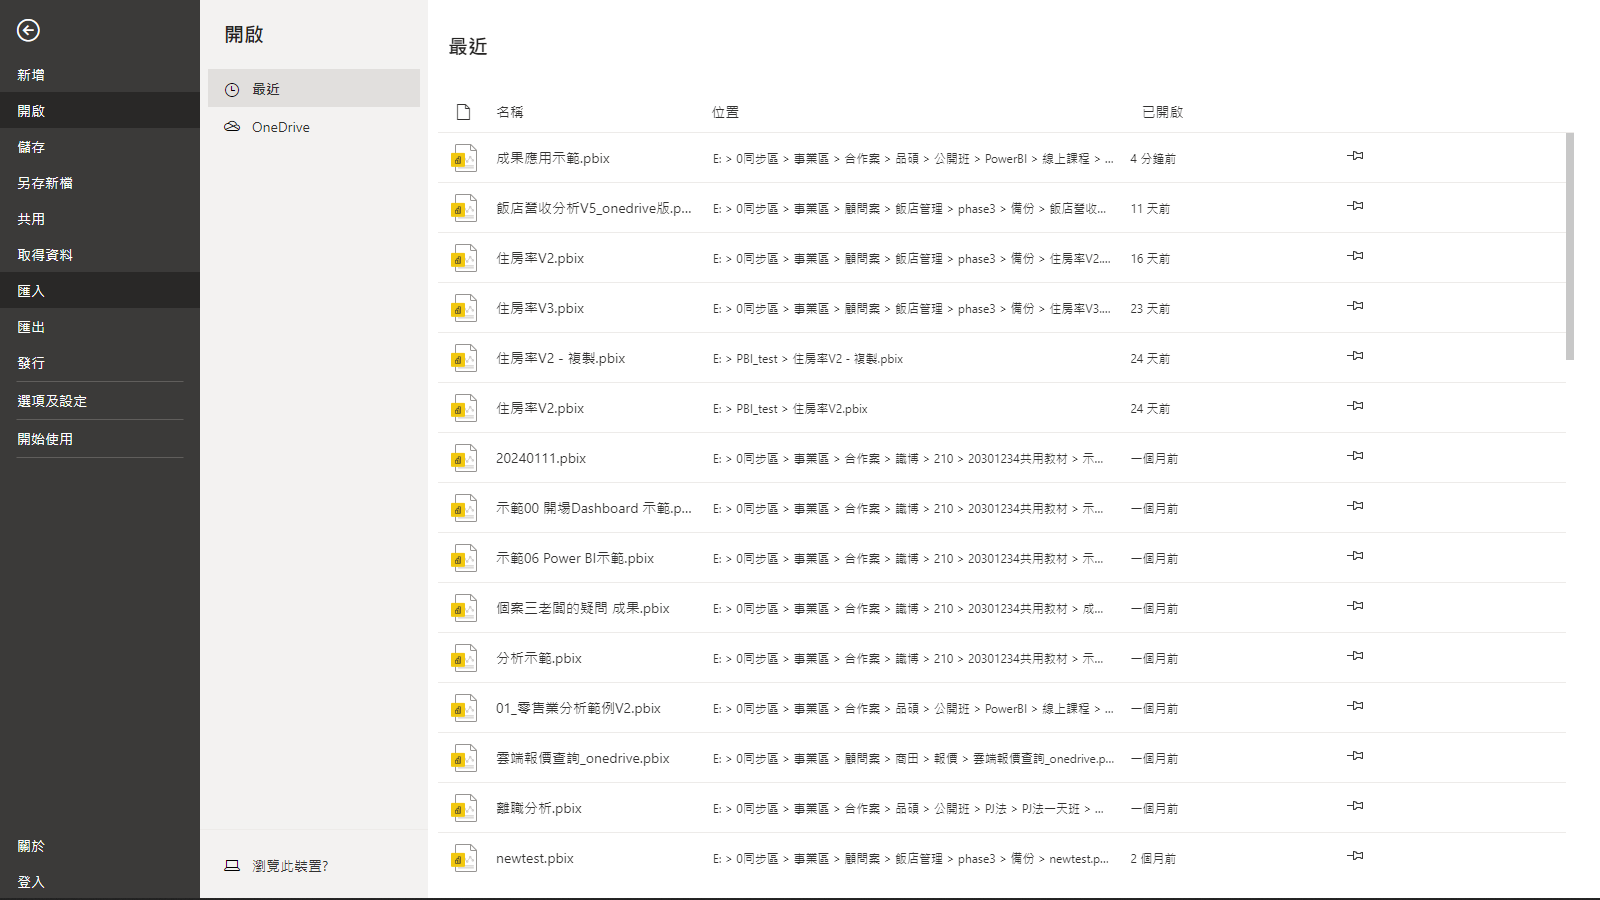 新增
開啟
儲存
另存新檔
共用
取得資料
匯入
匯出
發行
選項及設定
開始使用
關於
登入
開啟
最近
OneDrive
瀏覽此裝置?
最近
名稱 位置 已開啟
成果應用示範.pbix E: > 0同步區 > 事業區 > 合作案 > 品碩 > 公開班 > PowerBI > 線上課程 > ... 4 分鐘前
飯店營收分析V5_onedrive版.p... E: > 0同步區 > 事業區 > 顧問案 > 飯店管理 > phase3 > 備份 > 飯店營收... 11 天前
住房率V2.pbix E: > 0同步區 > 事業區 > 顧問案 > 飯店管理 > phase3 > 備份 > 住房率V2.... 16 天前
住房率V3.pbix E: > 0同步區 > 事業區 > 顧問案 > 飯店管理 > phase3 > 備份 > 住房率V3.... 23 天前
住房率V2 - 複製.pbix E: > PBI_test > 住房率V2 - 複製.pbix 24 天前
住房率V2.pbix E: > PBI_test > 住房率V2.pbix 24 天前
20240111.pbix E: > 0同步區 > 事業區 > 合作案 > 識博 > 210 > 20301234共用教材 > 示... 一個月前
示範00 開場Dashboard 示範.p... E: > 0同步區 > 事業區 > 合作案 > 識博 > 210 > 20301234共用教材 > 示... 一個月前
示範06 Power BI示範.pbix E: > 0同步區 > 事業區 > 合作案 > 識博 > 210 > 20301234共用教材 > 示... 一個月前
個案三老闆的疑問 成果.pbix E: > 0同步區 > 事業區 > 合作案 > 識博 > 210 > 20301234共用教材 > 成... 一個月前
分析示範.pbix E: > 0同步區 > 事業區 > 合作案 > 識博 > 210 > 20301234共用教材 > 示... 一個月前
01_零售業分析範例V2.pbix E: > 0同步區 > 事業區 > 合作案 > 品碩 > 公開班 > PowerBI > 線上課程 > ... 一個月前
雲端報價查詢_onedrive.pbix E: > 0同步區 > 事業區 > 顧問案 > 商田 > 報價 > 雲端報價查詢_onedrive.p... 一個月前
離職分析.pbix E: > 0同步區 > 事業區 > 合作案 > 品碩 > 公開班 > PJ法 > PJ法一天班 > ... 一個月前
newtest.pbix E: > 0同步區 > 事業區 > 顧問案 > 飯店管理 > phase3 > 備份 > newtest.p... 2 個月前